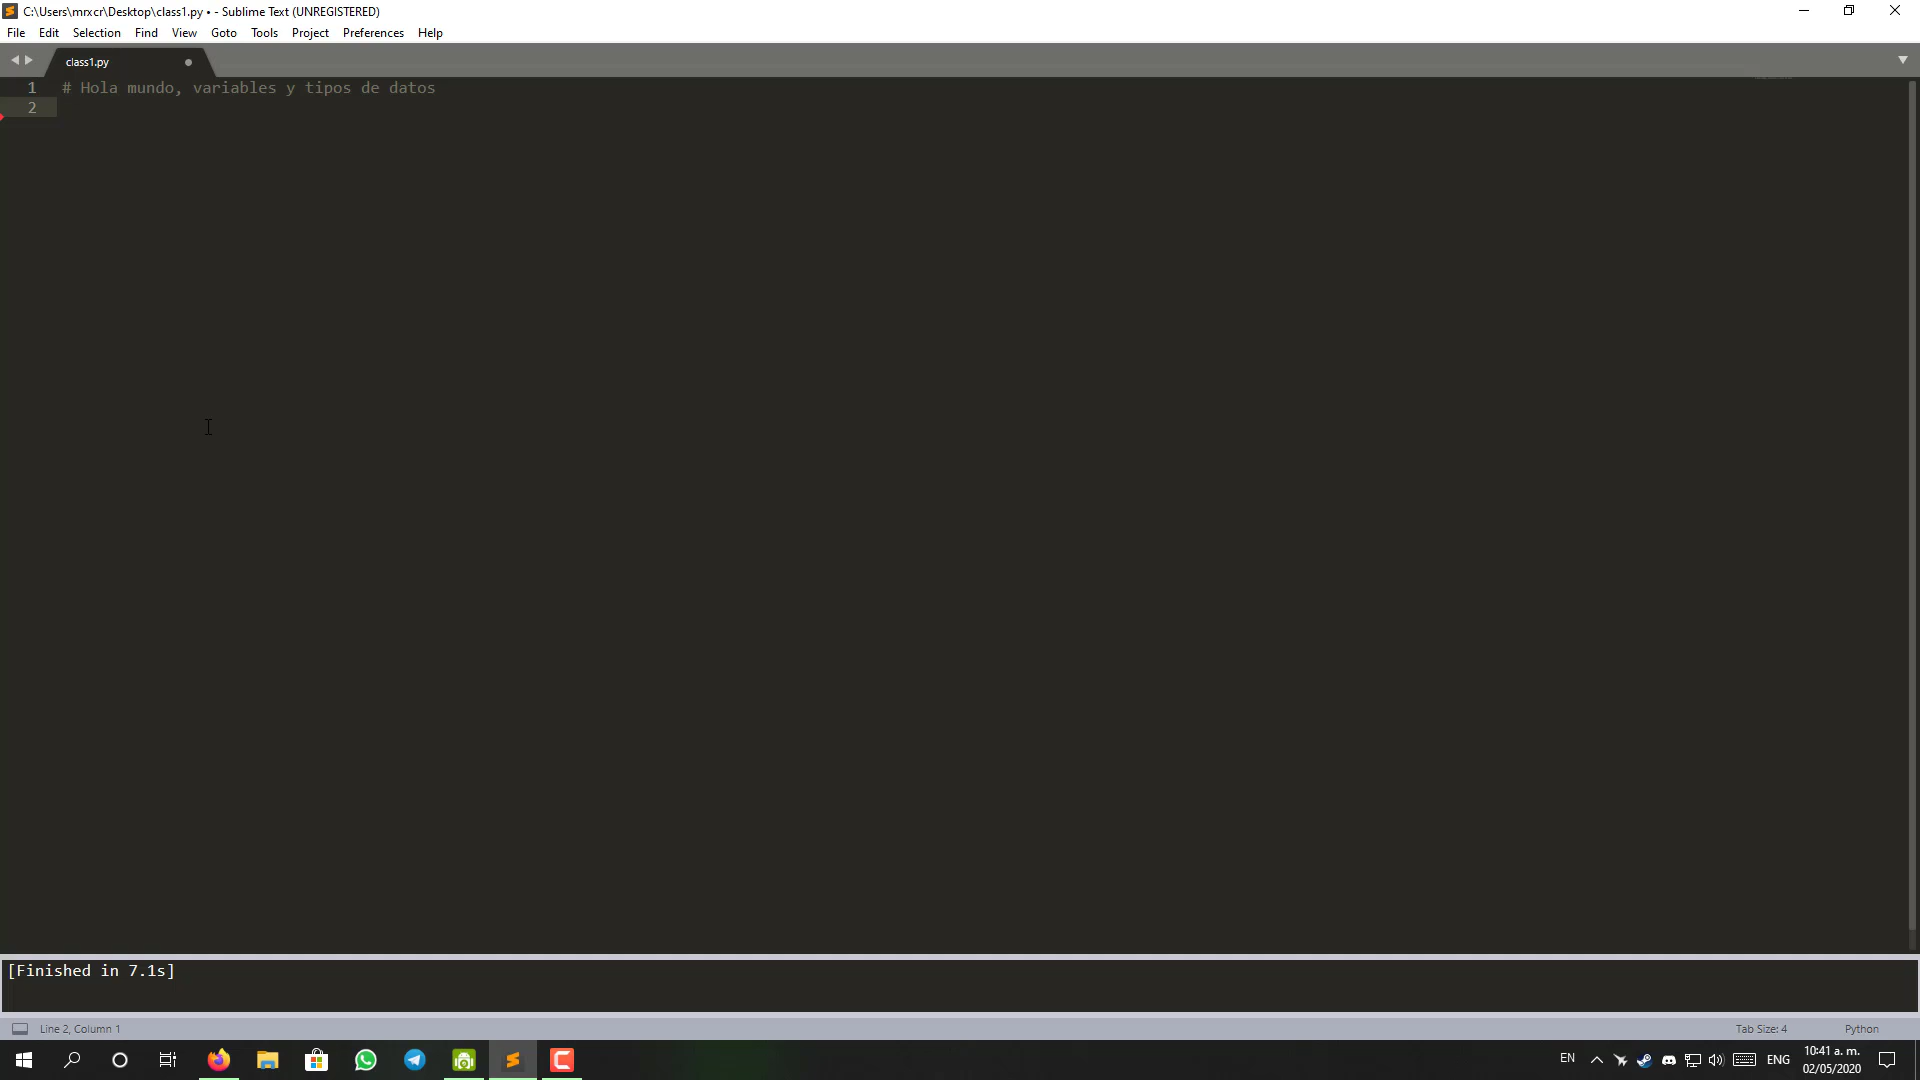 C:\Users\mrxcr\Desktop\class1.py • - Sublime Text (UNREGISTERED)
File Edit Selection Find View Goto Tools Project Preferences Help
class1.py
1 # Hola mundo, variables y tipos de datos
2
[Finished in 7.1s]
Line 2, Column 1 Tab Size: 4 Python
EN ENG 10:41 a. m.
02/05/2020